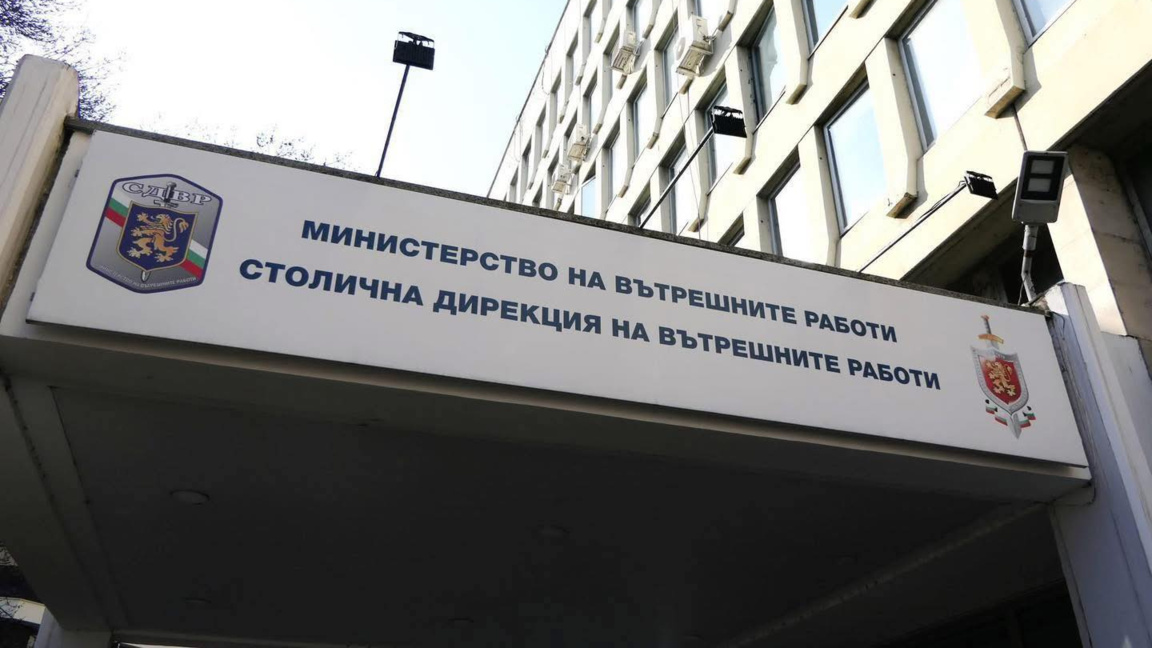 СДВР
МИНИСТЕРСТВО НА ВЪТРЕШНИТЕ РАБОТИ
СТОЛИЧНА ДИРЕКЦИЯ НА ВЪТРЕШНИТЕ РАБОТИ